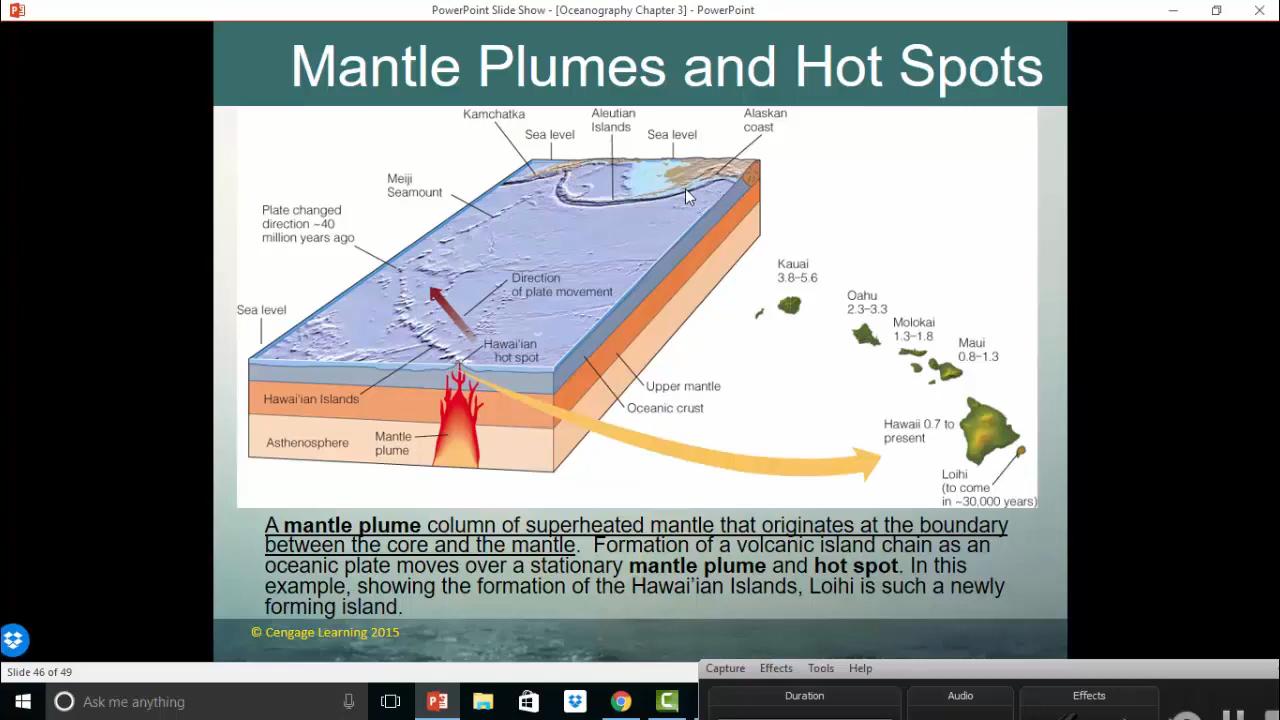 PowerPoint Slide Show - [Oceanography Chapter 3] - PowerPoint
Mantle Plumes and Hot Spots
Kamchatka
Sea level
Aleutian
Islands
Sea level
Alaskan
coast
Meiji
Seamount
Plate changed
direction ~40
million years ago
Direction
of plate movement
Sea level
Hawai'ian
hot spot
Hawai'ian Islands
Upper mantle
Oceanic crust
Asthenosphere
Mantle
plume
Kauai
3.8–5.6
Oahu
2.3–3.3
Molokai
1.3–1.8
Maui
0.8–1.3
Hawaii 0.7 to
present
Loihi
(to come
in ~30,000 years)
A mantle plume column of superheated mantle that originates at the boundary
between the core and the mantle. Formation of a volcanic island chain as an
oceanic plate moves over a stationary mantle plume and hot spot. In this
example, showing the formation of the Hawai'ian Islands, Loihi is such a newly
forming island.
© Cengage Learning 2015
Slide 46 of 49
Capture Effects Tools Help
Duration Audio Effects
Ask me anything